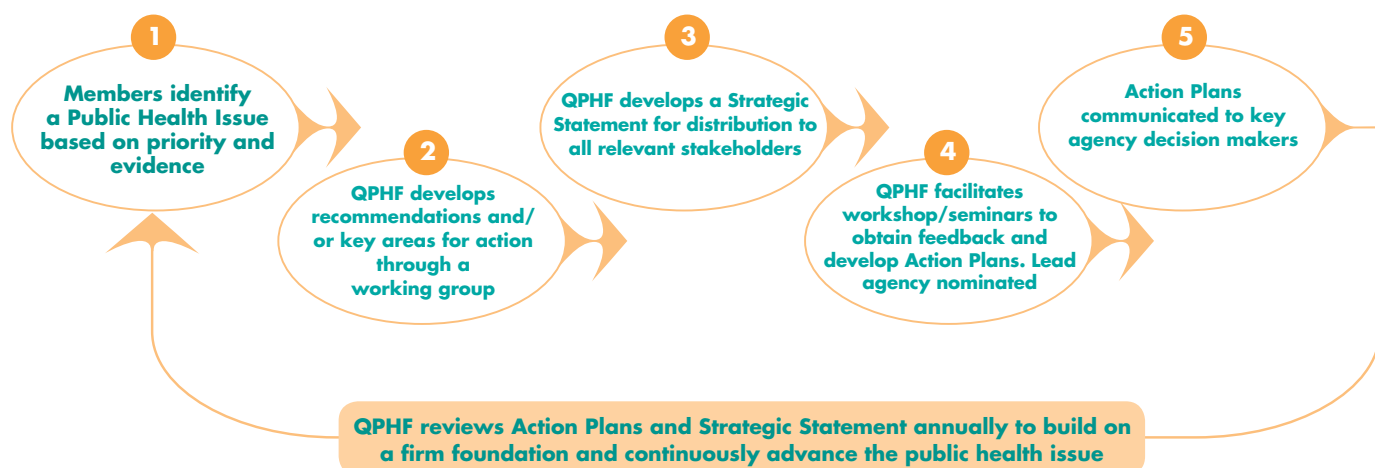 1
Members identify
a Public Health Issue
based on priority and
evidence
2
QPHF develops
recommendations and/
or key areas for action
through a
working group
3
QPHF develops a Strategic
Statement for distribution to
all relevant stakeholders
4
QPHF facilitates
workshop/seminars to
obtain feedback and
develop Action Plans. Lead
agency nominated
5
Action Plans
communicated to key
agency decision makers
QPHF reviews Action Plans and Strategic Statement annually to build on
a firm foundation and continuously advance the public health issue